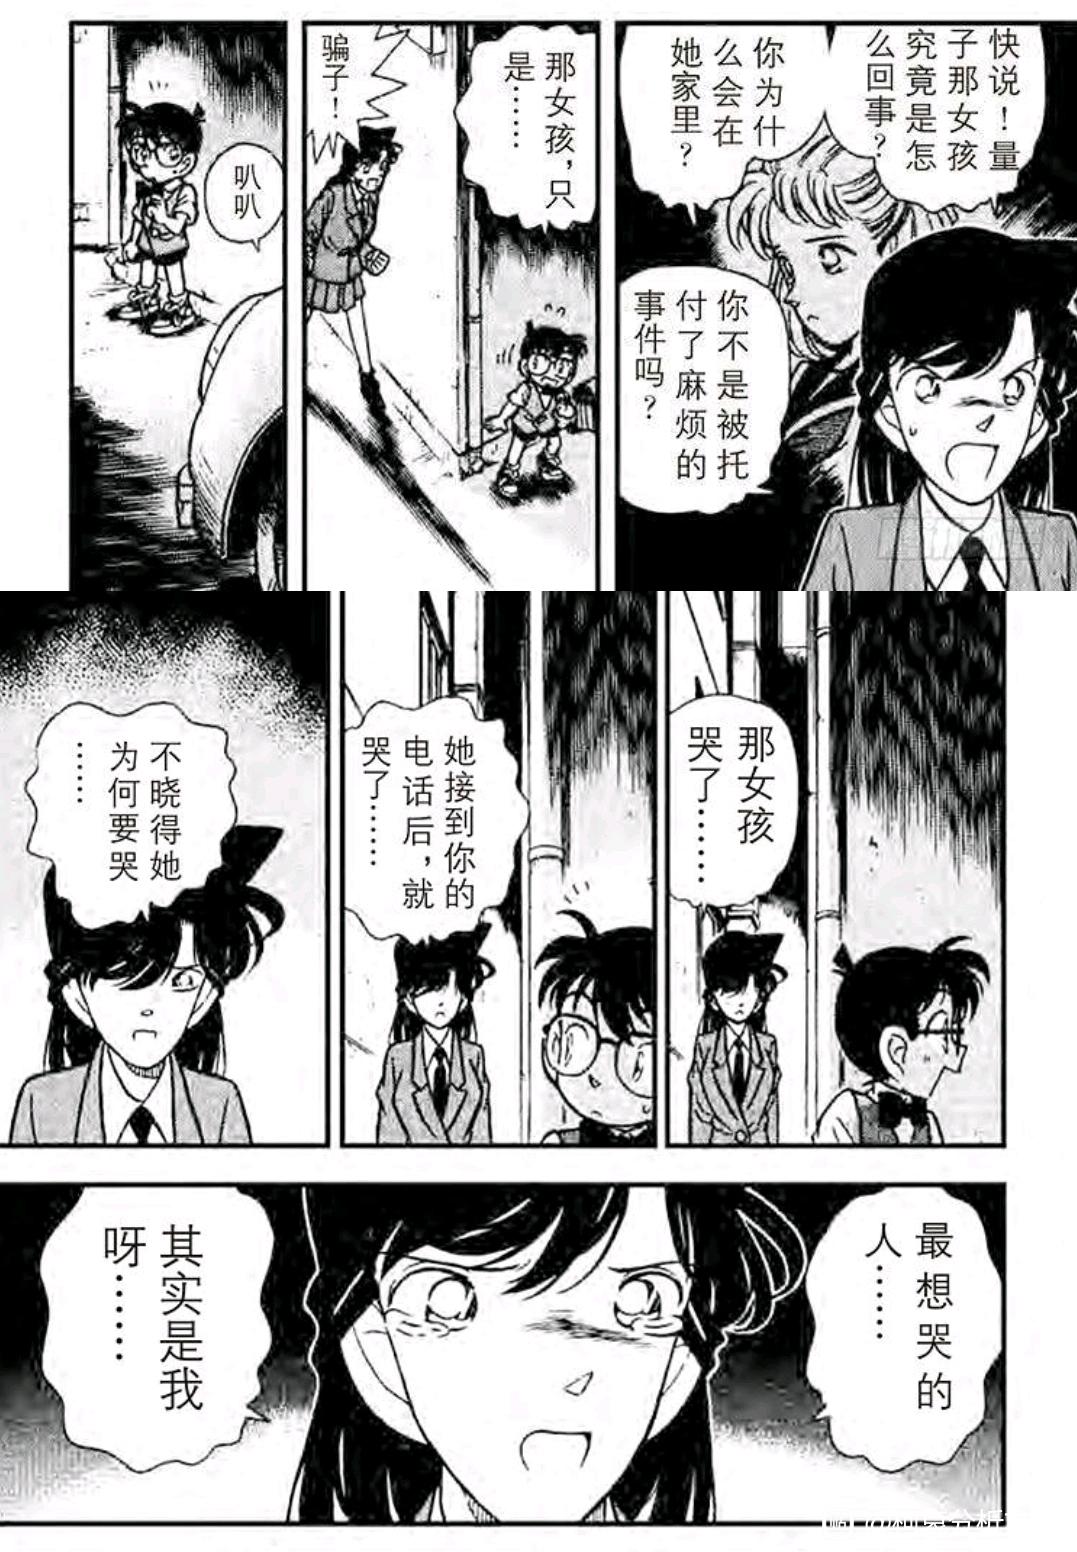 快说！量
子那女孩
究竟是怎
么回事？
你为什
么会在
她家里？
你不是被托
付了麻烦的
事件吗？
那女孩，只
是……
骗子！
叭叭
那女孩
哭了……
她接到你的
电话后，就
哭了……
不晓得她
为何要哭
……
最想哭的
人……
其实是我
呀……